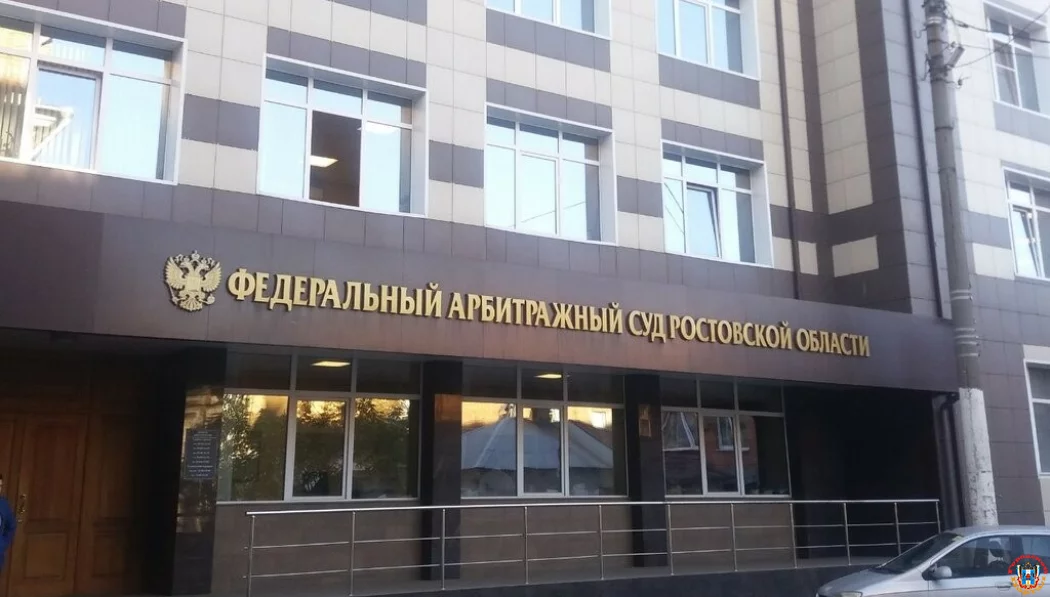 ФЕДЕРАЛЬНЫЙ АРБИТРАЖНЫЙ СУД РОСТОВСКОЙ ОБЛАСТИ